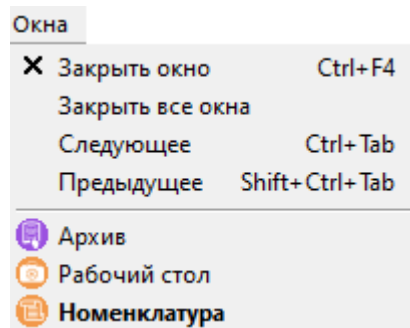 Окна
Закрыть окно Ctrl+F4
Закрыть все окна
Следующее Ctrl+Tab
Предыдущее Shift+Ctrl+Tab
Архив
Рабочий стол
Номенклатура